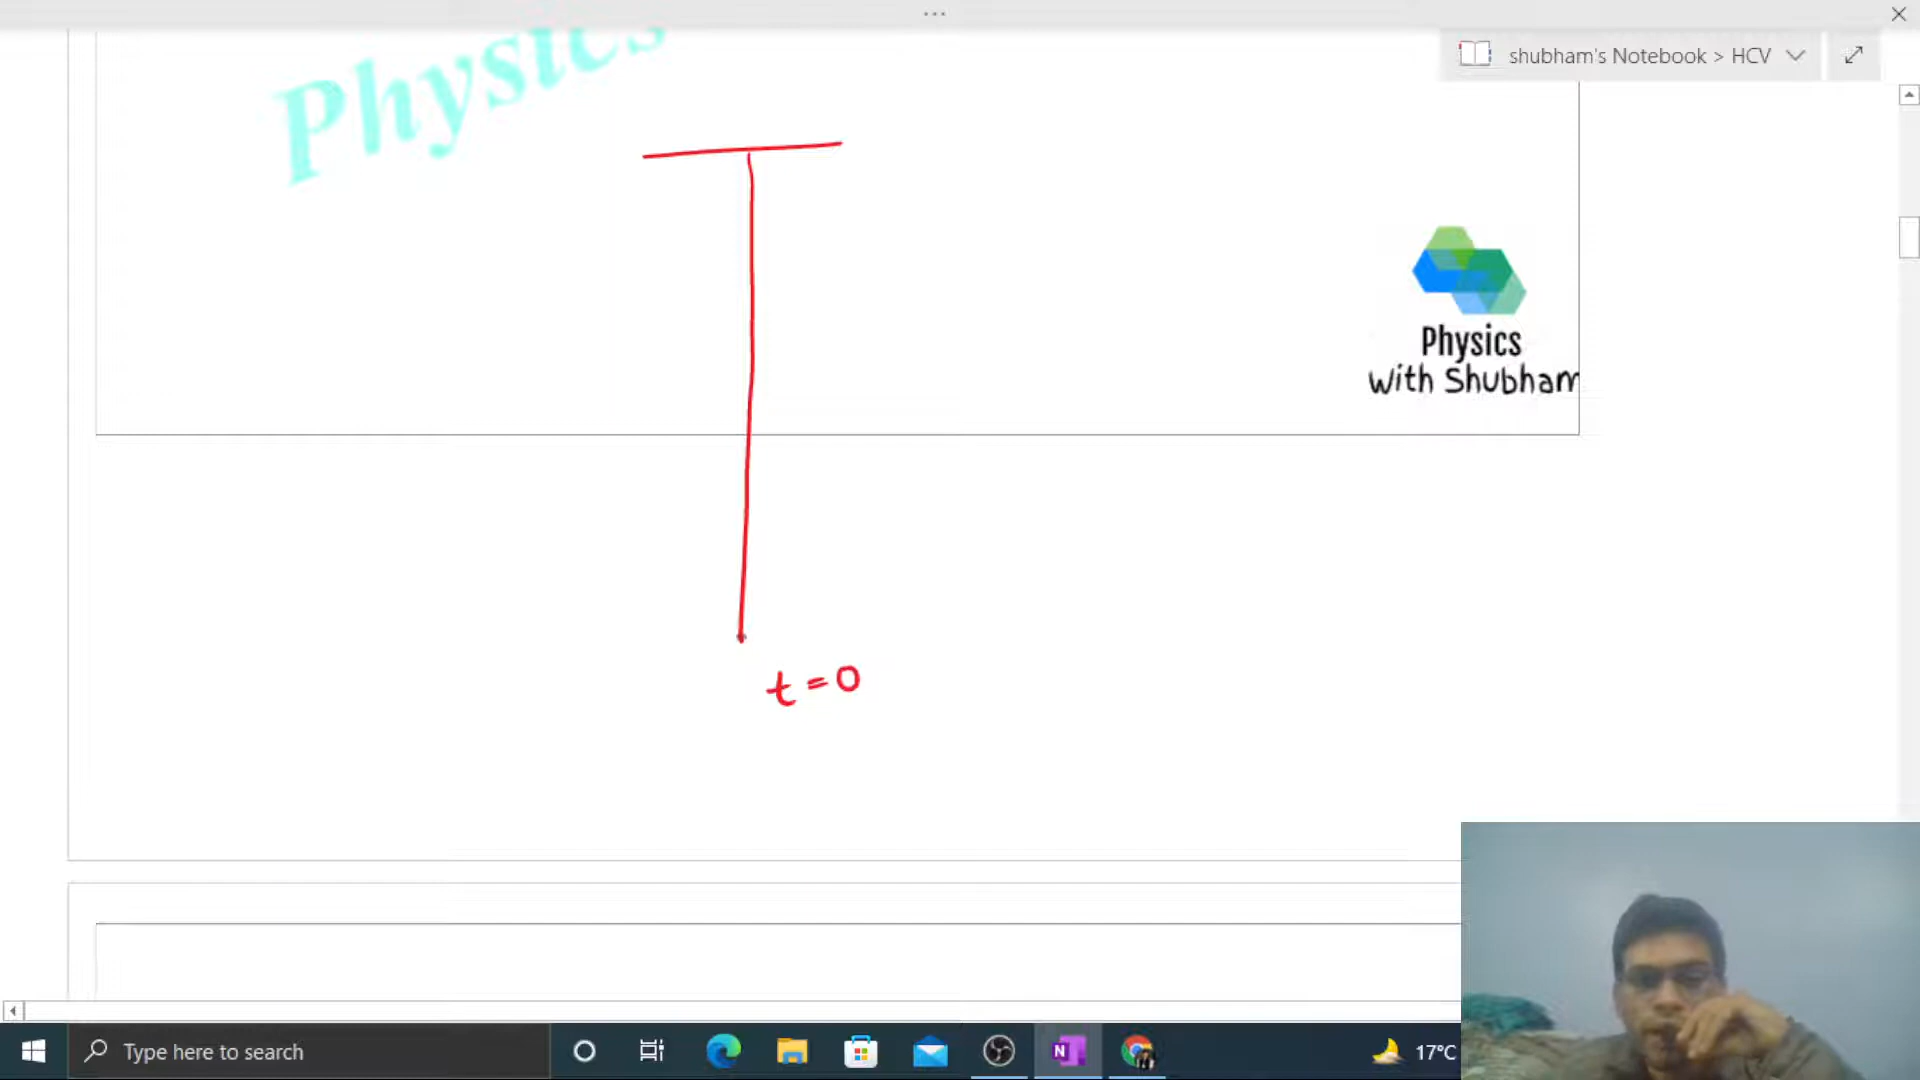 ...
shubham's Notebook > HCV
Physics
Physics
With Shubham
t = 0
Type here to search
N
17°C